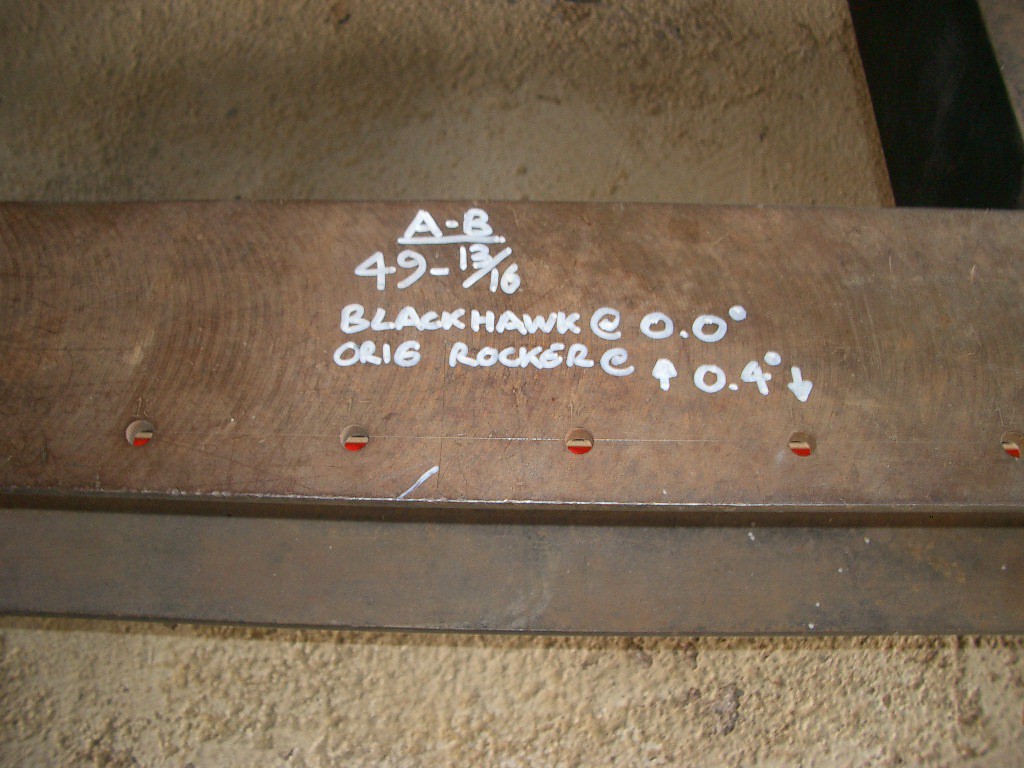 A-B
49-13/16
BLACKHAWK @ 0.0°
ORIG ROCKER @ ↑ 0.4° ↓